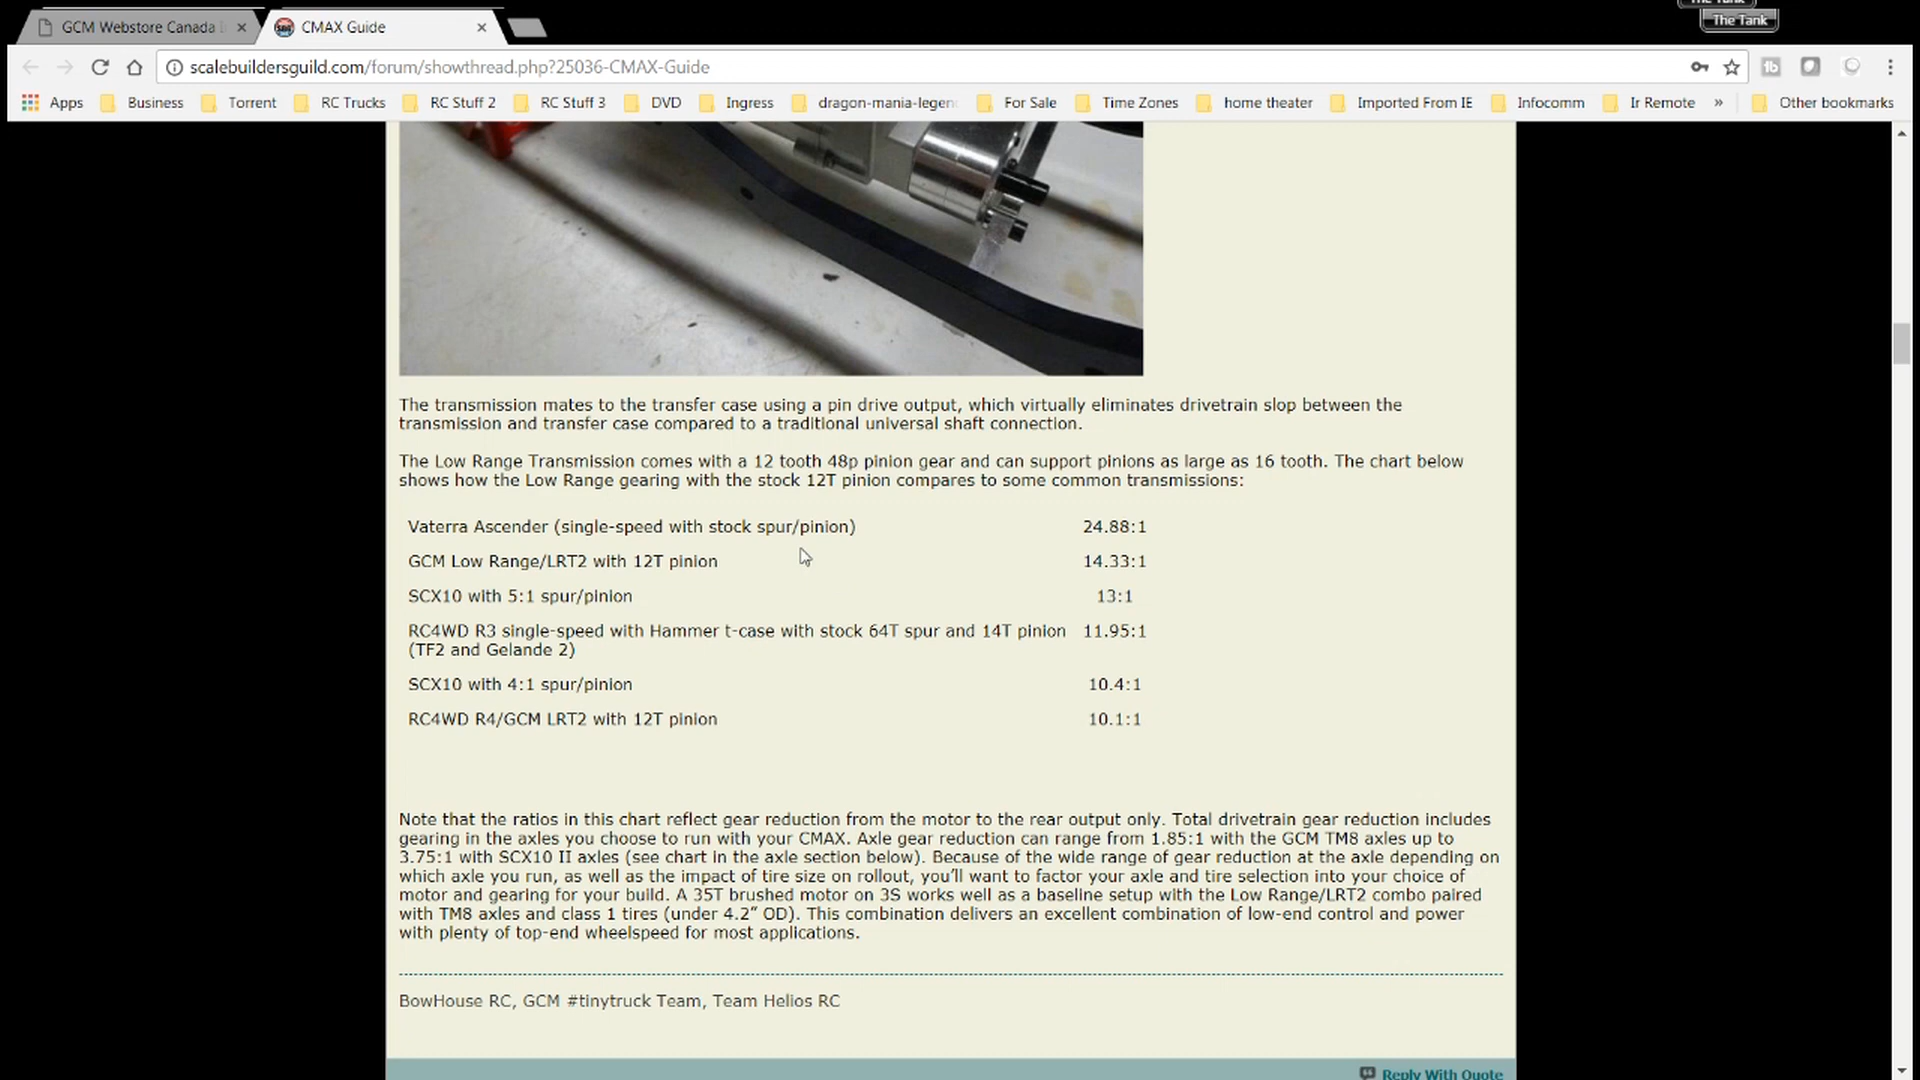 The Tank
The Tank
GCM Webstore Canada
CMAX Guide
scalebuildersguild.com/forum/showthread.php?25036-CMAX-Guide
Apps Business Torrent RC Trucks RC Stuff 2 RC Stuff 3 DVD Ingress dragon-mania-legen For Sale Time Zones home theater Imported From IE Infocomm Ir Remote » Other bookmarks
The transmission mates to the transfer case using a pin drive output, which virtually eliminates drivetrain slop between the
transmission and transfer case compared to a traditional universal shaft connection.
The Low Range Transmission comes with a 12 tooth 48p pinion gear and can support pinions as large as 16 tooth. The chart below
shows how the Low Range gearing with the stock 12T pinion compares to some common transmissions:
Vaterra Ascender (single-speed with stock spur/pinion) 24.88:1
GCM Low Range/LRT2 with 12T pinion 14.33:1
SCX10 with 5:1 spur/pinion 13:1
RC4WD R3 single-speed with Hammer t-case with stock 64T spur and 14T pinion 11.95:1
(TF2 and Gelande 2)
SCX10 with 4:1 spur/pinion 10.4:1
RC4WD R4/GCM LRT2 with 12T pinion 10.1:1
Note that the ratios in this chart reflect gear reduction from the motor to the rear output only. Total drivetrain gear reduction includes
gearing in the axles you choose to run with your CMAX. Axle gear reduction can range from 1.85:1 with the GCM TM8 axles up to
3.75:1 with SCX10 II axles (see chart in the axle section below). Because of the wide range of gear reduction at the axle depending on
which axle you run, as well as the impact of tire size on rollout, you'll want to factor your axle and tire selection into your choice of
motor and gearing for your build. A 35T brushed motor on 3S works well as a baseline setup with the Low Range/LRT2 combo paired
with TM8 axles and class 1 tires (under 4.2" OD). This combination delivers an excellent combination of low-end control and power
with plenty of top-end wheelspeed for most applications.
BowHouse RC, GCM #tinytruck Team, Team Helios RC
Reply With Quote